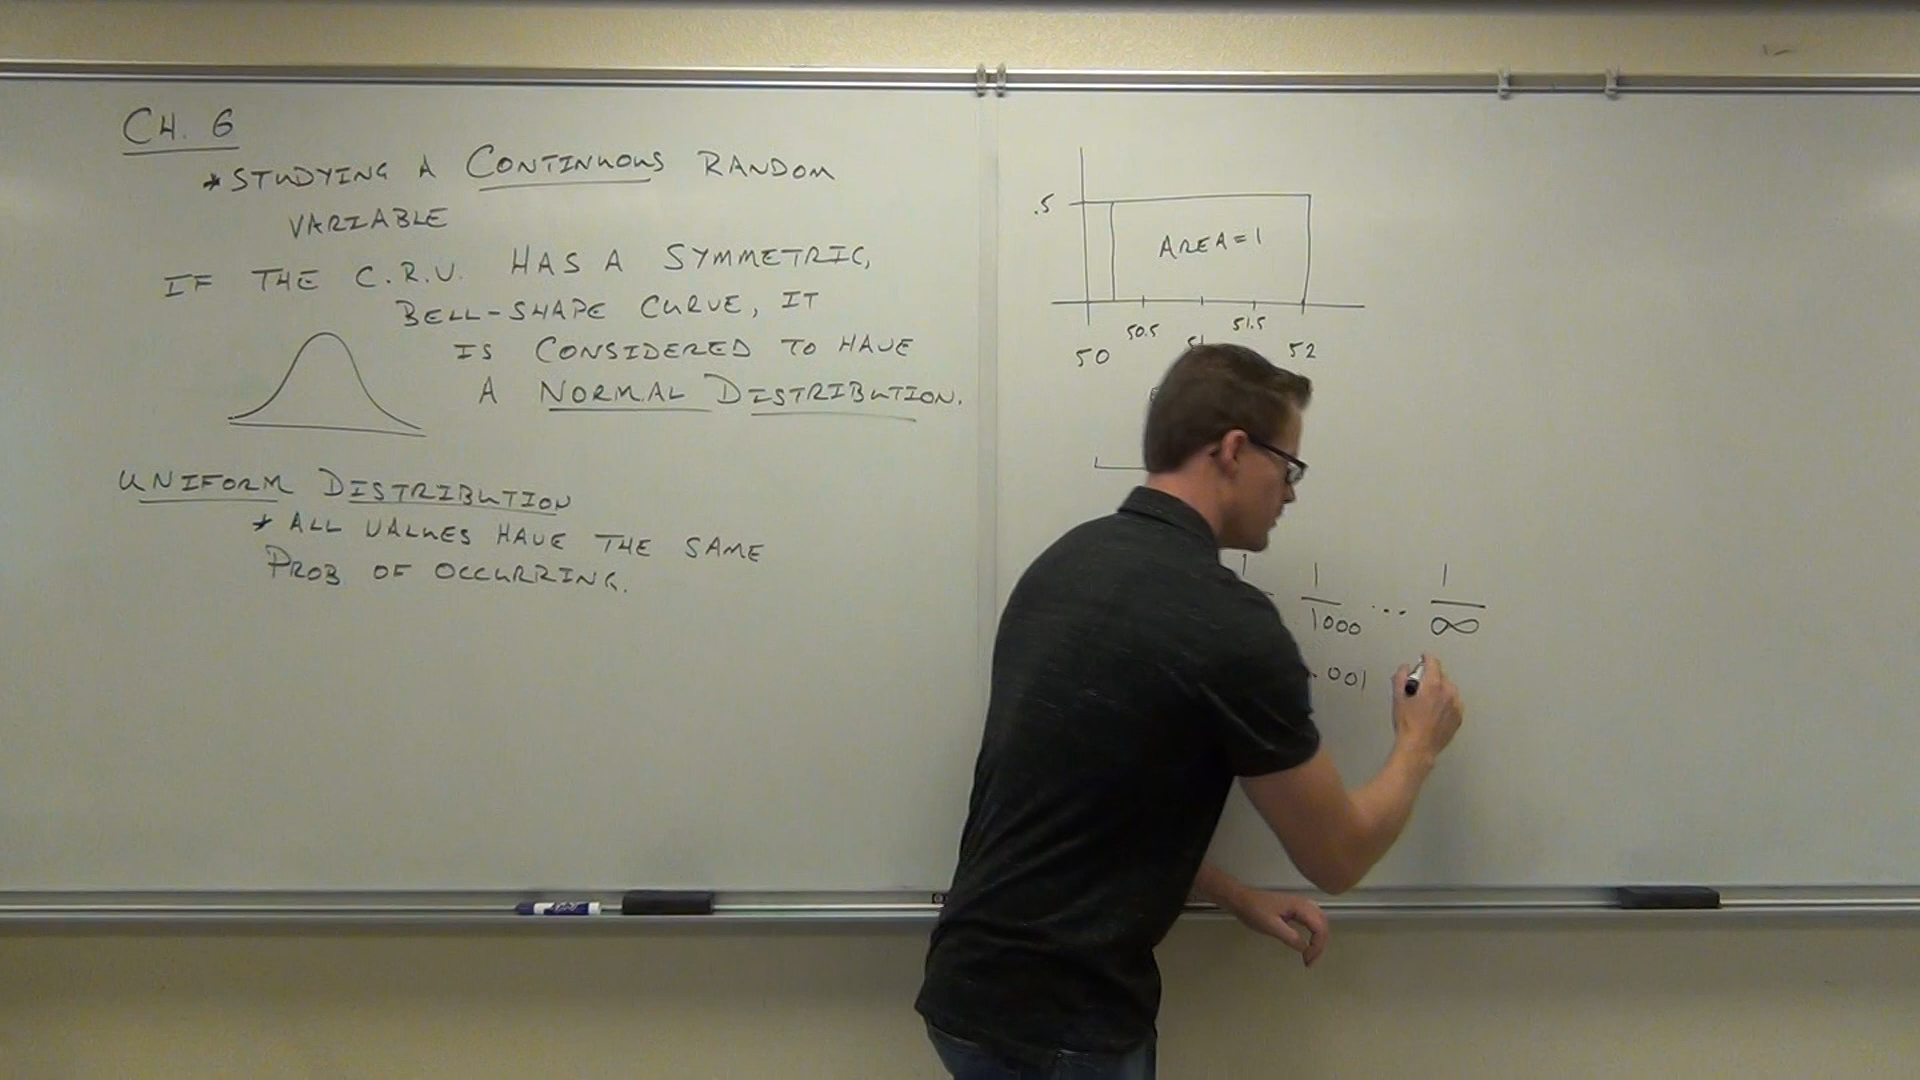 CH. 6
* STUDYING A CONTINUOUS RANDOM
VARIABLE
IF THE C.R.V. HAS A SYMMETRIC,
BELL-SHAPE CURVE, IT
IS CONSIDERED TO HAVE
A NORMAL DISTRIBUTION.
UNIFORM DISTRIBUTION
* ALL VALUES HAVE THE SAME
PROB OF OCCURRING.
.5
AREA=1
50.5
51.5
50
52
1 1 1
1000 ... ∞
.001